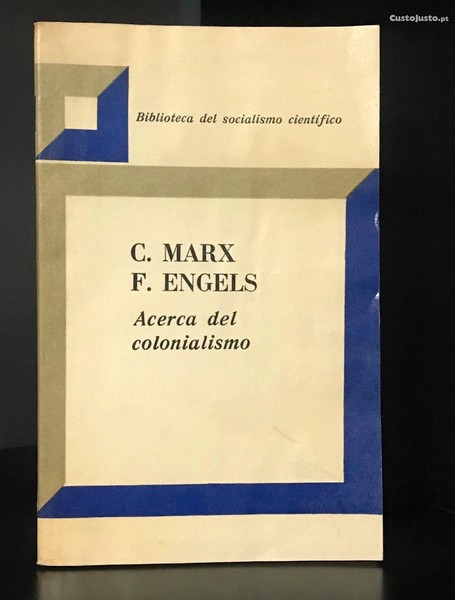 CustoJusto.pt
Biblioteca del socialismo científico
C. MARX
F. ENGELS
Acerca del
colonialismo